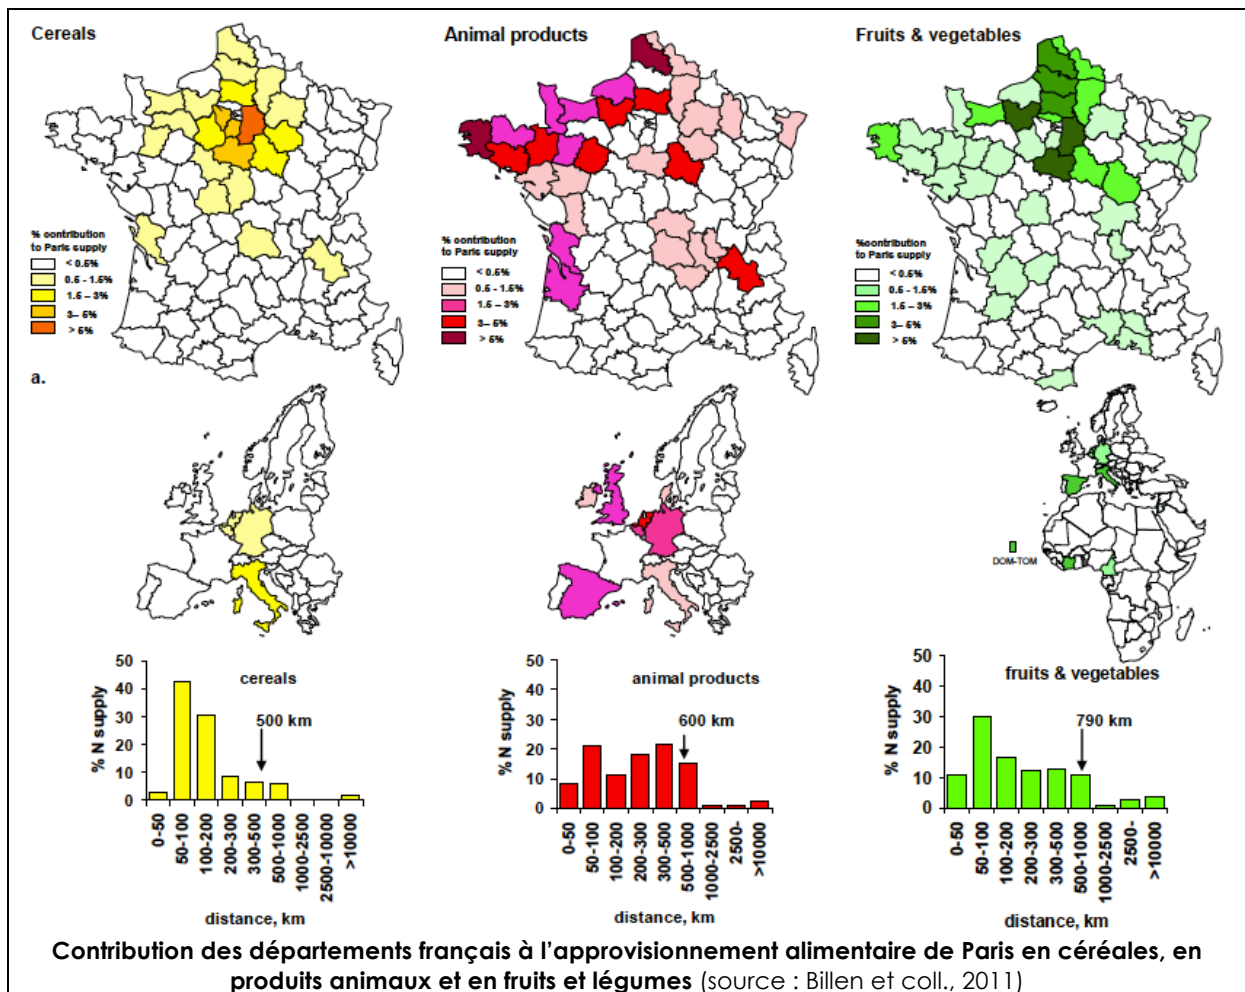 Cereals
Animal products
Fruits & vegetables
% contribution
to Paris supply
< 0.5%
0.5 - 1.5%
1.5 – 3%
3– 5%
> 5%
% contribution
to Paris supply
< 0.5%
0.5 - 1.5%
1.5 – 3%
3– 5%
> 5%
%contribution
to Paris supply
< 0.5%
0.5 - 1.5%
1.5 – 3%
3– 5%
> 5%
a.
DOM-TOM
50
40
30
20
10
0
% N supply
cereals
500 km
0-50
50-100
100-200
200-300
300-500
500-1000
1000-2500
2500-10000
>10000
distance, km
50
40
30
20
10
0
% N supply
animal products
600 km
0-50
50-100
100-200
200-300
300-500
500-1000
1000-2500
2500-
>10000
distance, km
50
40
30
20
10
0
% N supply
fruits & vegetables
790 km
0-50
50-100
100-200
200-300
300-500
500-1000
1000-2500
2500-
>10000
distance, km
Contribution des départements français à l'approvisionnement alimentaire de Paris en céréales, en
produits animaux et en fruits et légumes (source : Billen et coll., 2011)